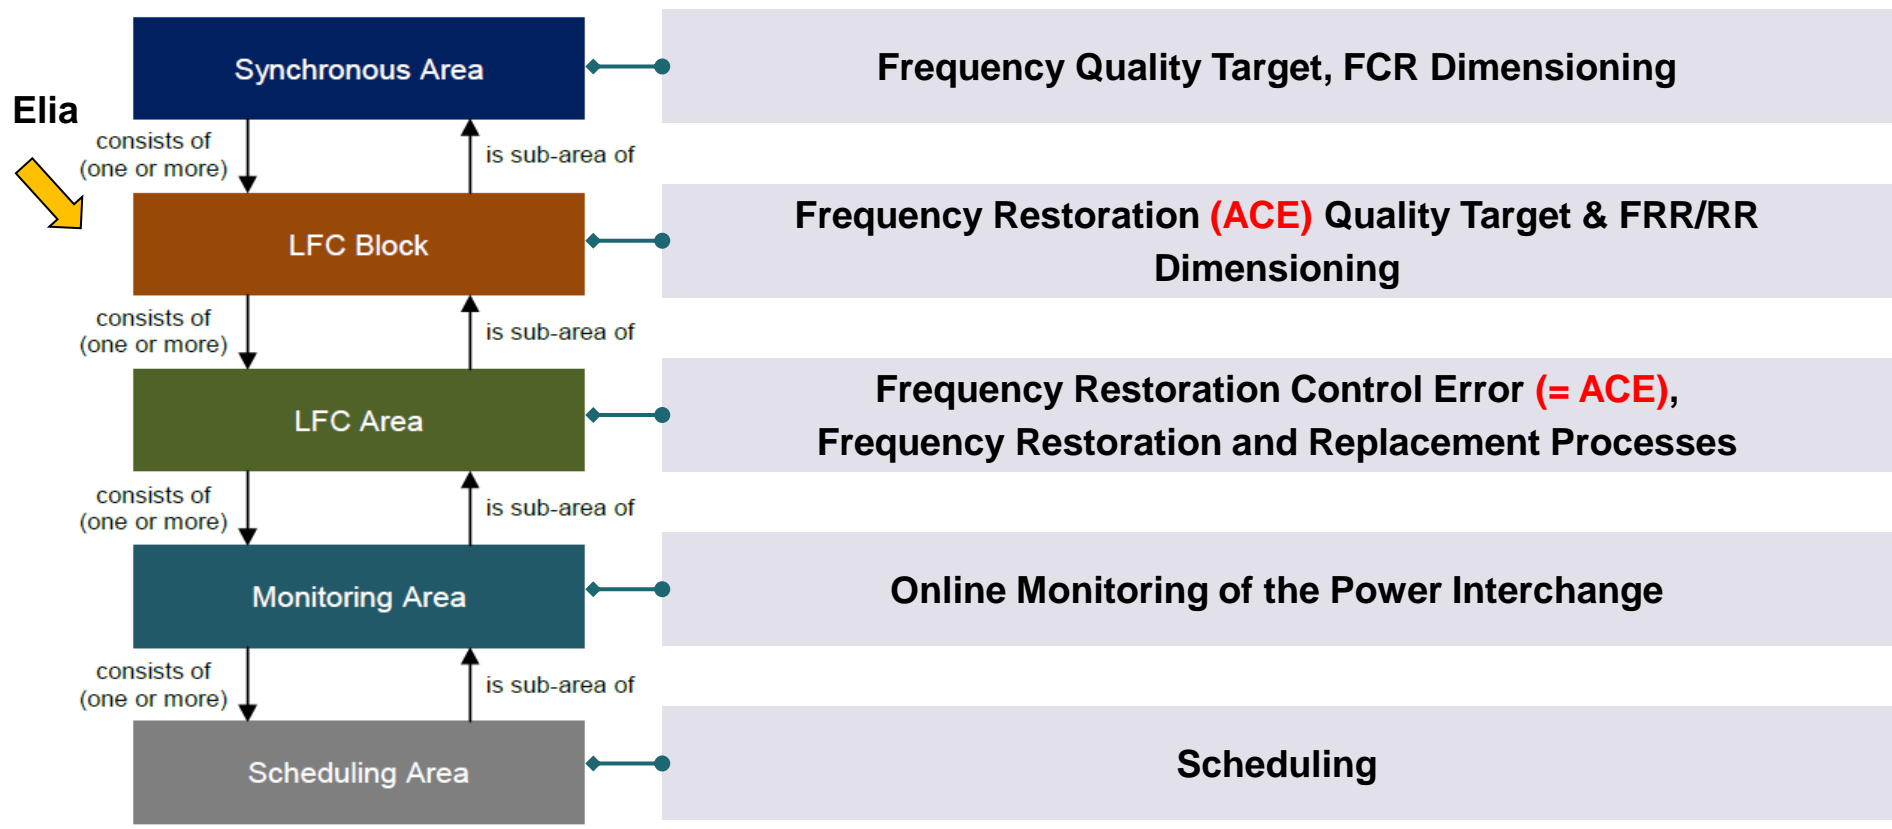 Synchronous Area
Frequency Quality Target, FCR Dimensioning
Elia
consists of
(one or more)
is sub-area of
LFC Block
Frequency Restoration (ACE) Quality Target & FRR/RR
Dimensioning
consists of
(one or more)
is sub-area of
LFC Area
Frequency Restoration Control Error (= ACE),
Frequency Restoration and Replacement Processes
consists of
(one or more)
is sub-area of
Monitoring Area
Online Monitoring of the Power Interchange
consists of
(one or more)
is sub-area of
Scheduling Area
Scheduling